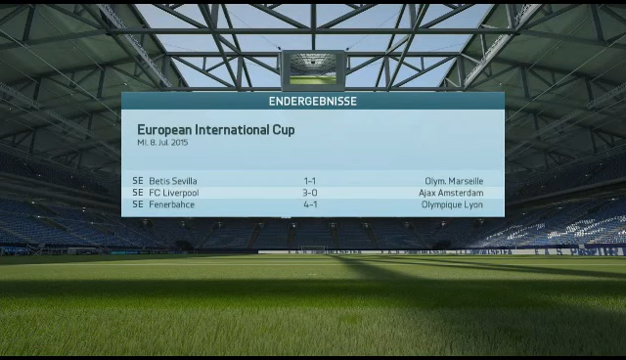 ENDERGEBNISSE
European International Cup
MI, 8. Jul 2015
SE Betis Sevilla 1-1 Olym. Marseille
SE FC Liverpool 3-0 Ajax Amsterdam
SE Fenerbahce 4-1 Olympique Lyon